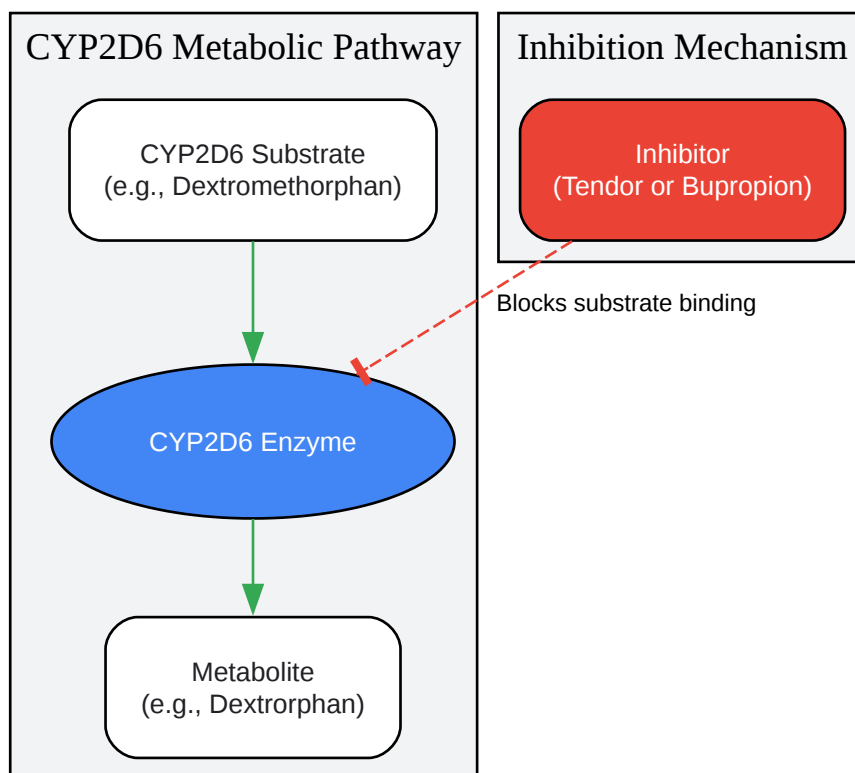 CYP2D6 Metabolic Pathway
Inhibition Mechanism
CYP2D6 Substrate
(e.g., Dextromethorphan)
Inhibitor
(Tendor or Bupropion)
Blocks substrate binding
CYP2D6 Enzyme
Metabolite
(e.g., Dextrorphan)